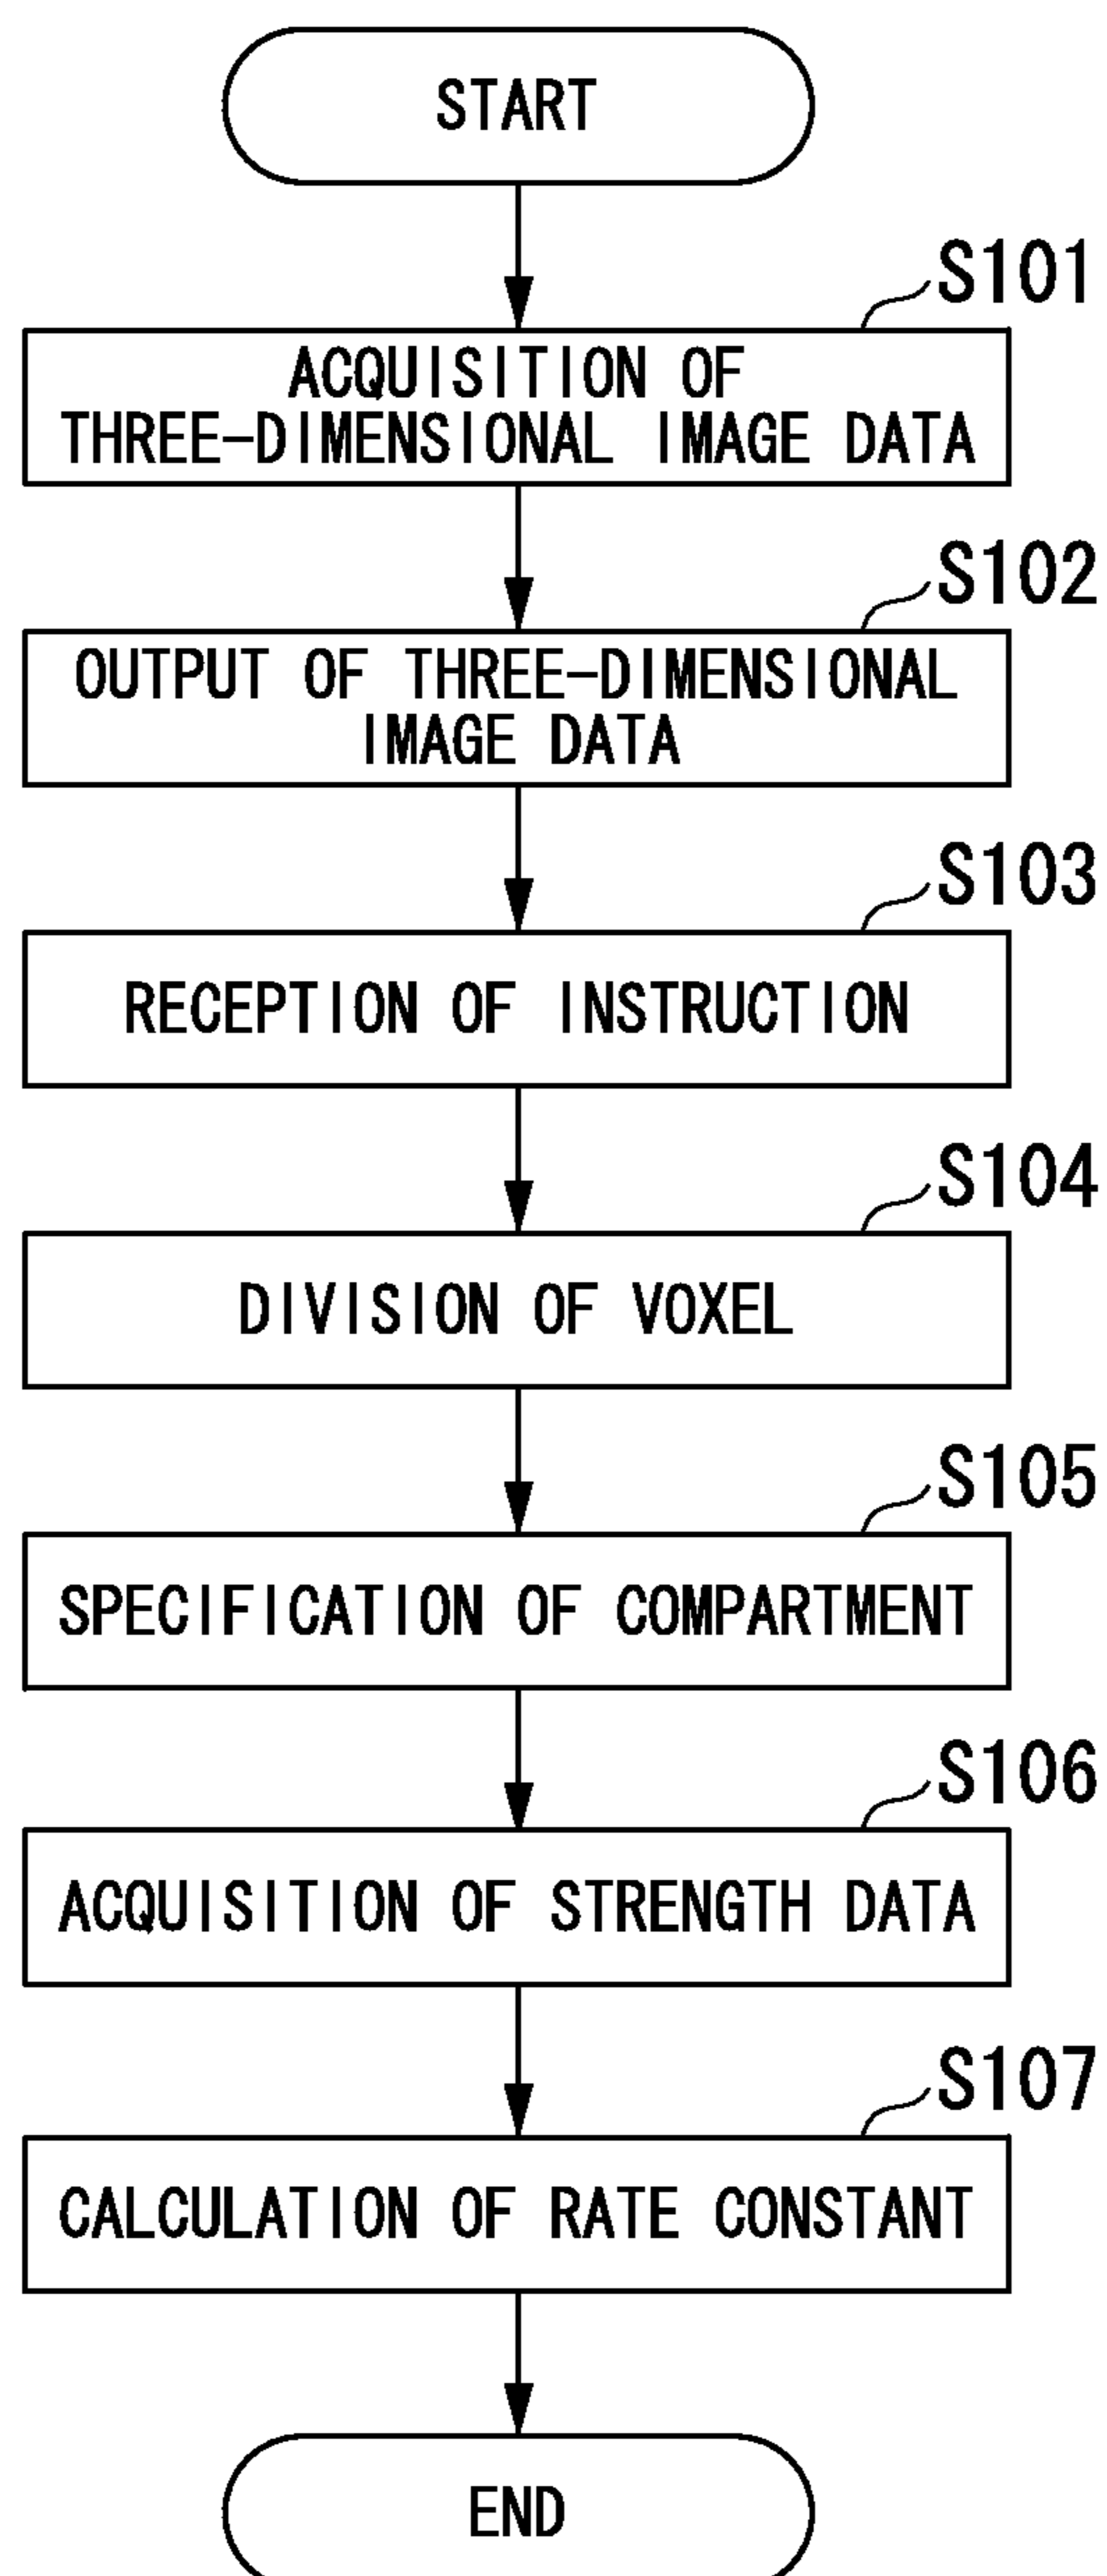 START
S101
ACQUISITION OF
THREE-DIMENSIONAL IMAGE DATA
S102
OUTPUT OF THREE-DIMENSIONAL
IMAGE DATA
S103
RECEPTION OF INSTRUCTION
S104
DIVISION OF VOXEL
S105
SPECIFICATION OF COMPARTMENT
S106
ACQUISITION OF STRENGTH DATA
S107
CALCULATION OF RATE CONSTANT
END